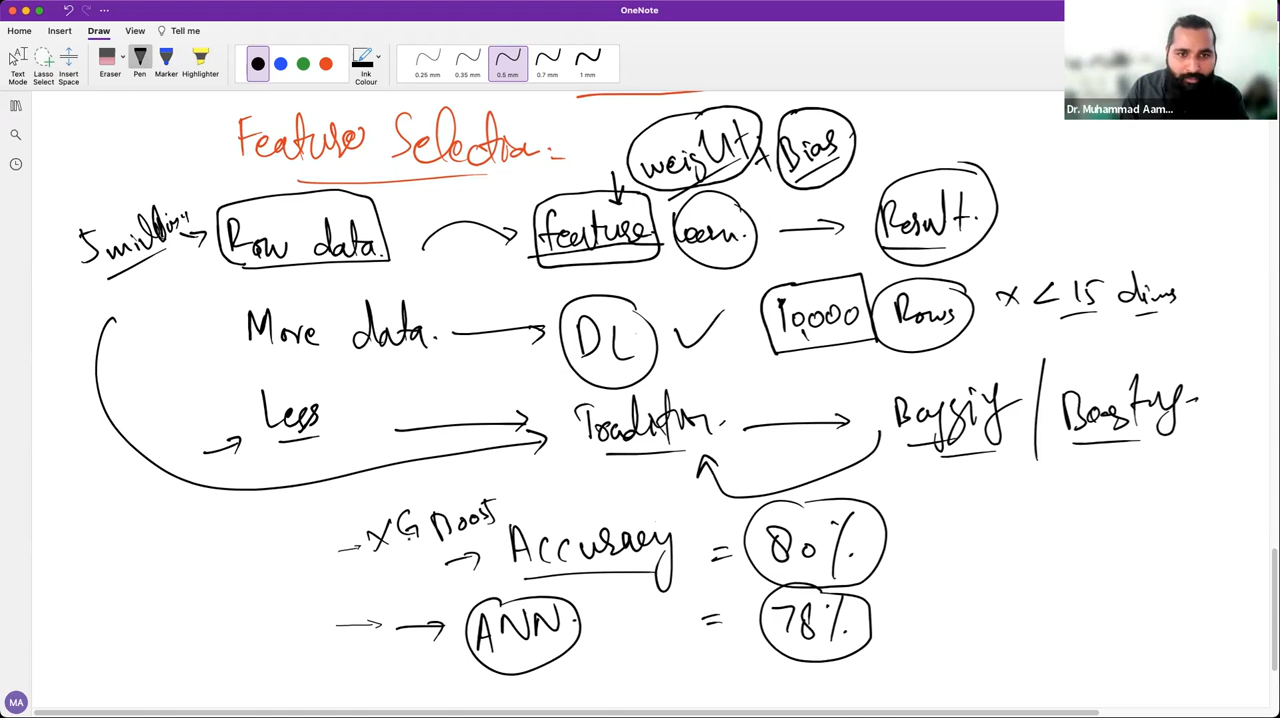 OneNote
Home Insert Draw View Tell me
Text Mode
Lasso Select
Insert Space
Eraser
Pen
Marker
Highlighter
Ink Colour
0.25 mm
0.35 mm
0.5 mm
0.7 mm
1 mm
Dr. Muhammad Aam...
Feature Selection
weight + Bias
5 million → Raw data. → feature learn. → Result.
More data. → DL ✓ 10,000 Rows x < 15 dims
→ Less → Tradition. → Bagging / Boosting
→ XG Boost
→ Accuracy = 80%
→ → ANN. = 78%
MA